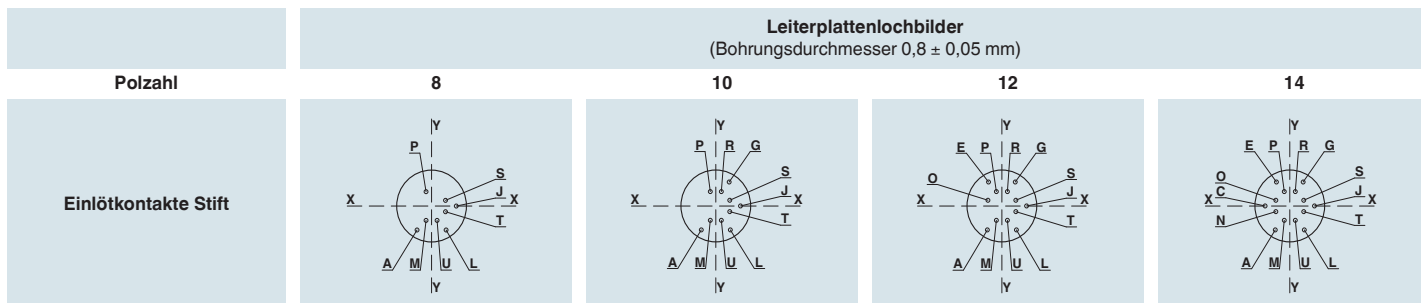 Leiterplattenlochbilder
(Bohrungsdurchmesser 0,8 ± 0,05 mm)
Polzahl 8 10 12 14
Einlötkontakte Stift
Y
P
S
J
X X
T
A M U L
Y
Y
P R G
S
J
X X
T
A M U L
Y
Y
E P R G
O S
J
X X
T
A M U L
Y
Y
E P R G
O S
C J
X X
N T
A M U L
Y